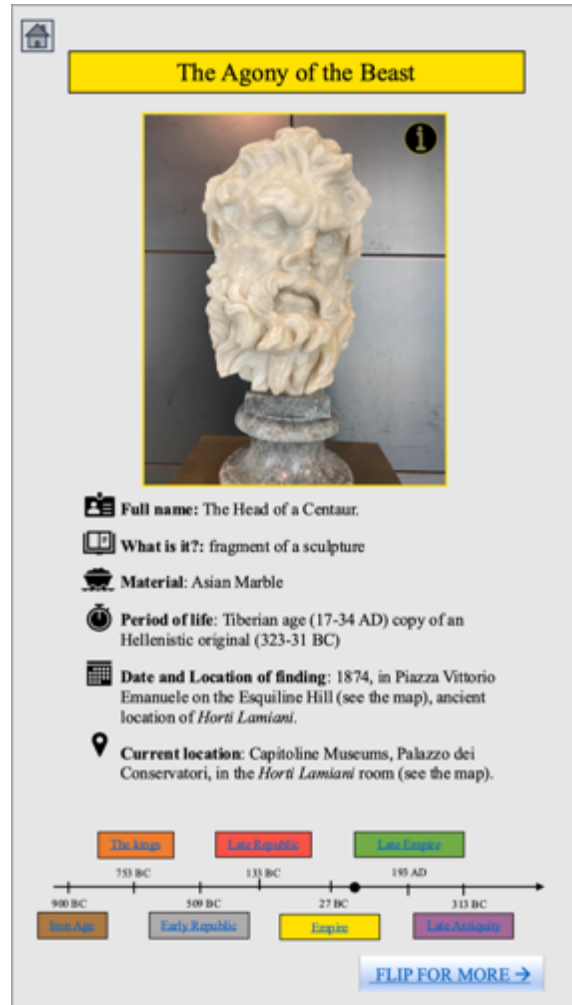 The Agony of the Beast
i
Full name: The Head of a Centaur.
What is it?: fragment of a sculpture
Material: Asian Marble
Period of life: Tiberian age (17-34 AD) copy of an
Hellenistic original (323-31 BC)
Date and Location of finding: 1874, in Piazza Vittorio
Emanuele on the Esquiline Hill (see the map), ancient
location of Horti Lamiani.
Current location: Capitoline Museums, Palazzo dei
Conservatori, in the Horti Lamiani room (see the map).
The kings
Late Republic
Late Empire
753 BC
133 BC
193 AD
900 BC
509 BC
27 BC
313 BC
Iron Age
Early Republic
Empire
Late Antiquity
FLIP FOR MORE →